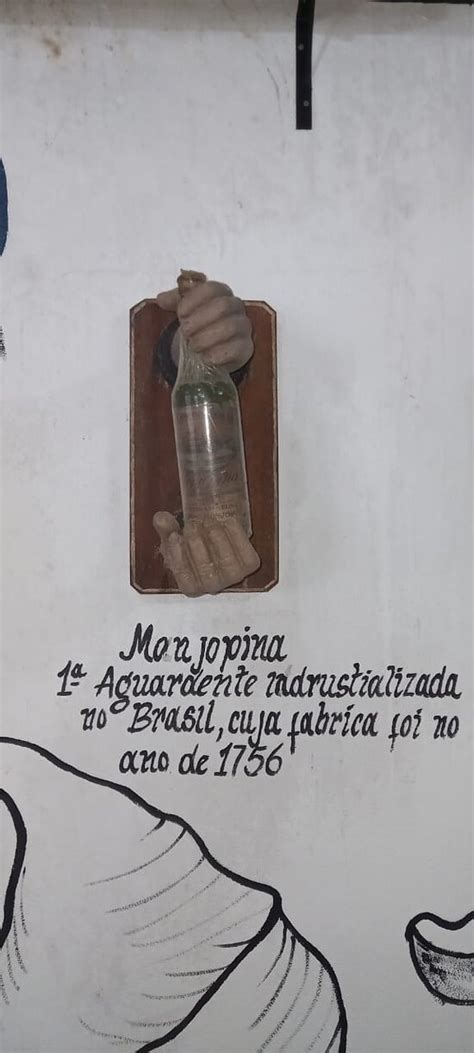 Monjopina
1ª Aguardente indrustializada
no Brasil, cuja fabrica foi no
ano de 1756